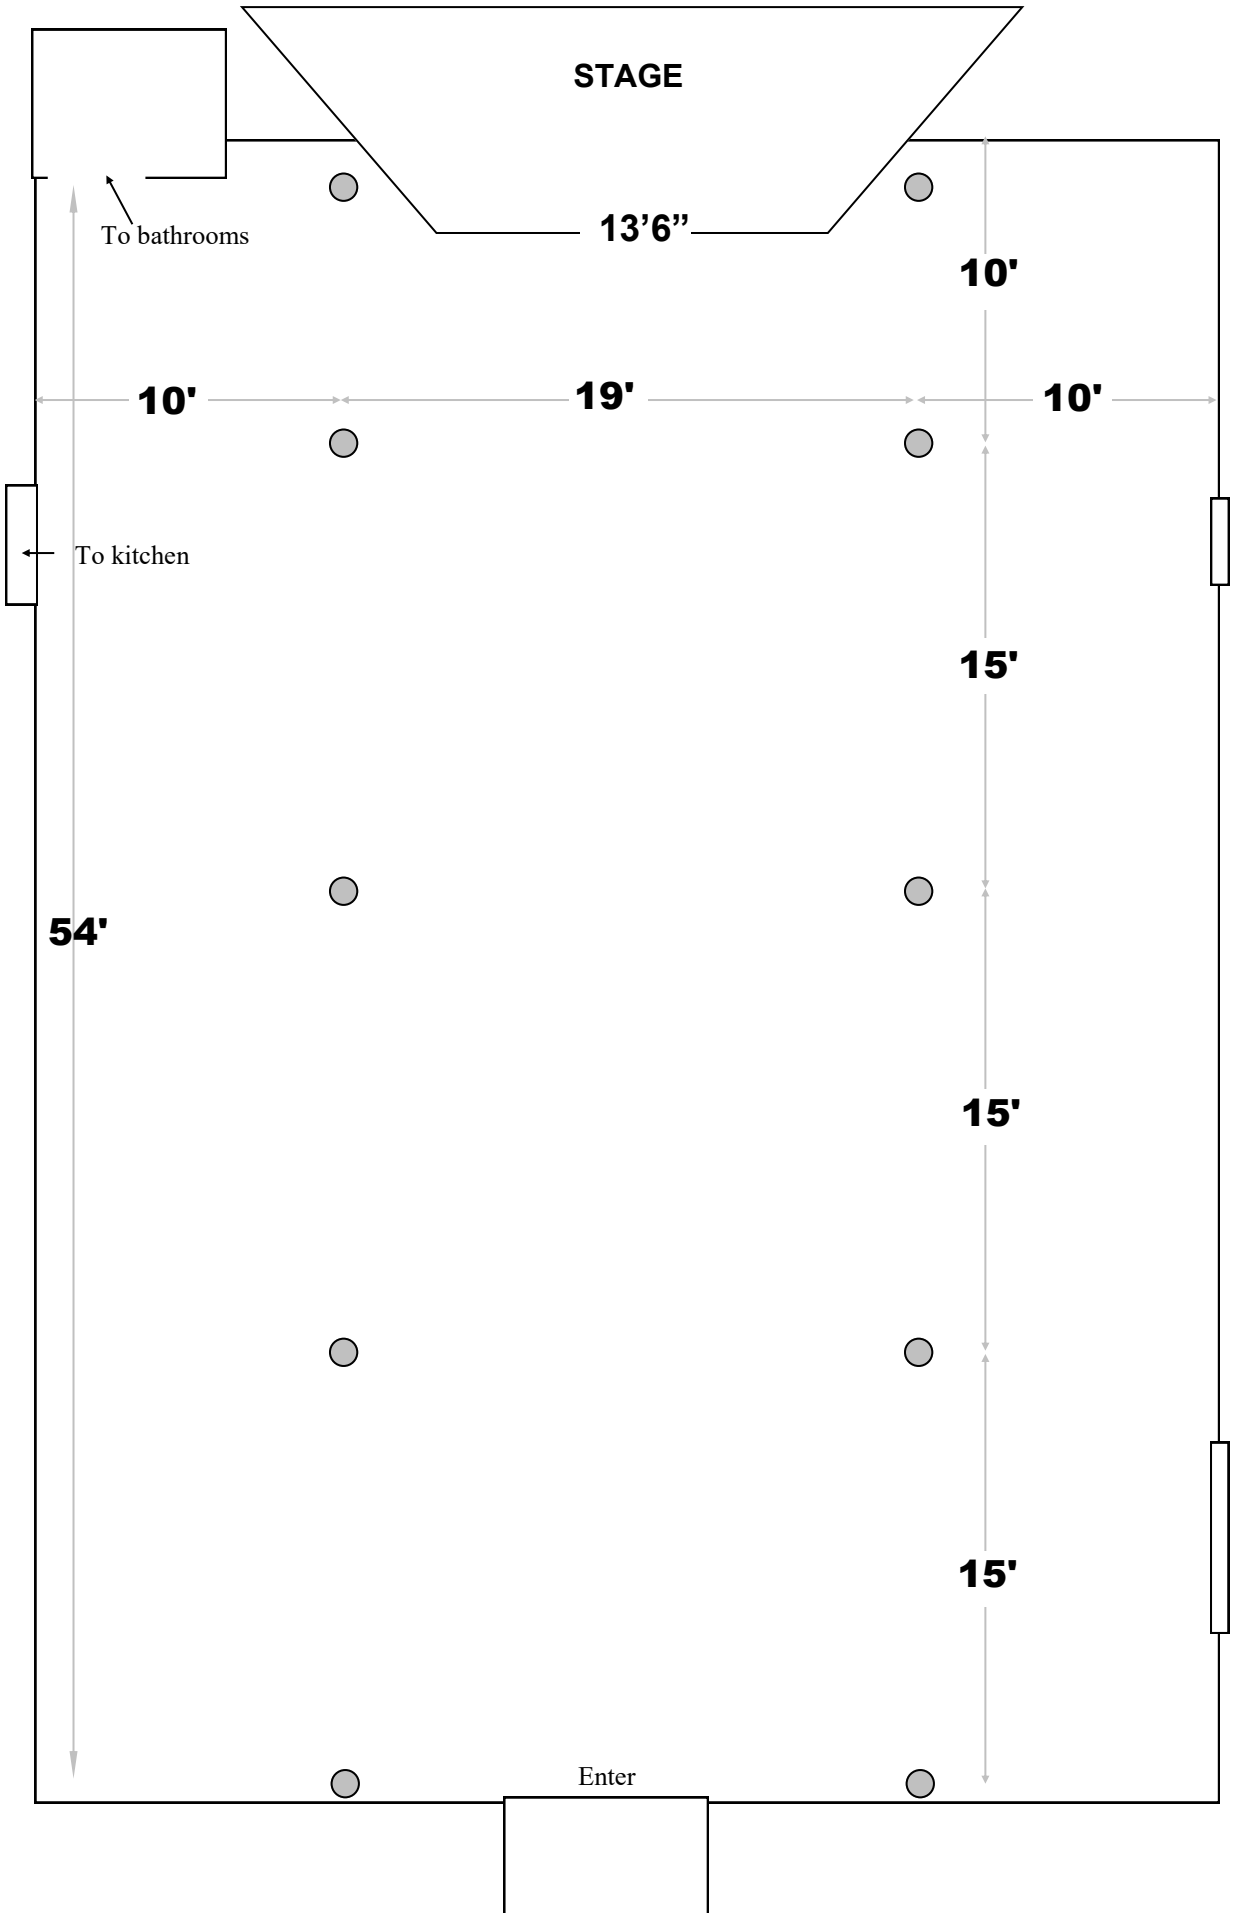 STAGE
To bathrooms
13’6”
10'
10'
19'
10'
To kitchen
15'
54'
15'
15'
Enter